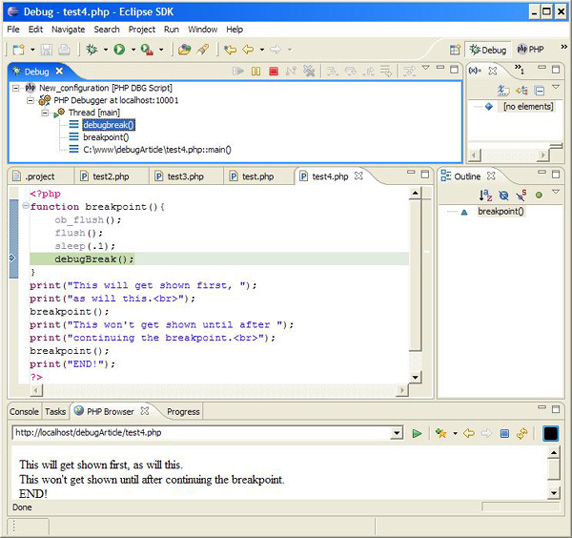 Debug - test4.php - Eclipse SDK
File Edit Navigate Search Project Run Window Help
Debug PHP
Debug
New_configuration [PHP DBG Script]
PHP Debugger at localhost:10001
Thread [main]
debugbreak()
breakpoint()
C:\www\debugArticle\test4.php::main()
(x)= 1
[no elements]
.project test2.php test3.php test.php test4.php
<?php
function breakpoint(){
ob_flush();
flush();
sleep(.1);
debugBreak();
}
print("This will get shown first, ");
print("as will this.<br>");
breakpoint();
print("This won't get shown until after ");
print("continuing the breakpoint.<br>");
breakpoint();
print("END!");
?>
Outline
breakpoint()
Console Tasks PHP Browser Progress
http://localhost/debugArticle/test4.php
This will get shown first, as will this.
This won't get shown until after continuing the breakpoint.
END!
Done